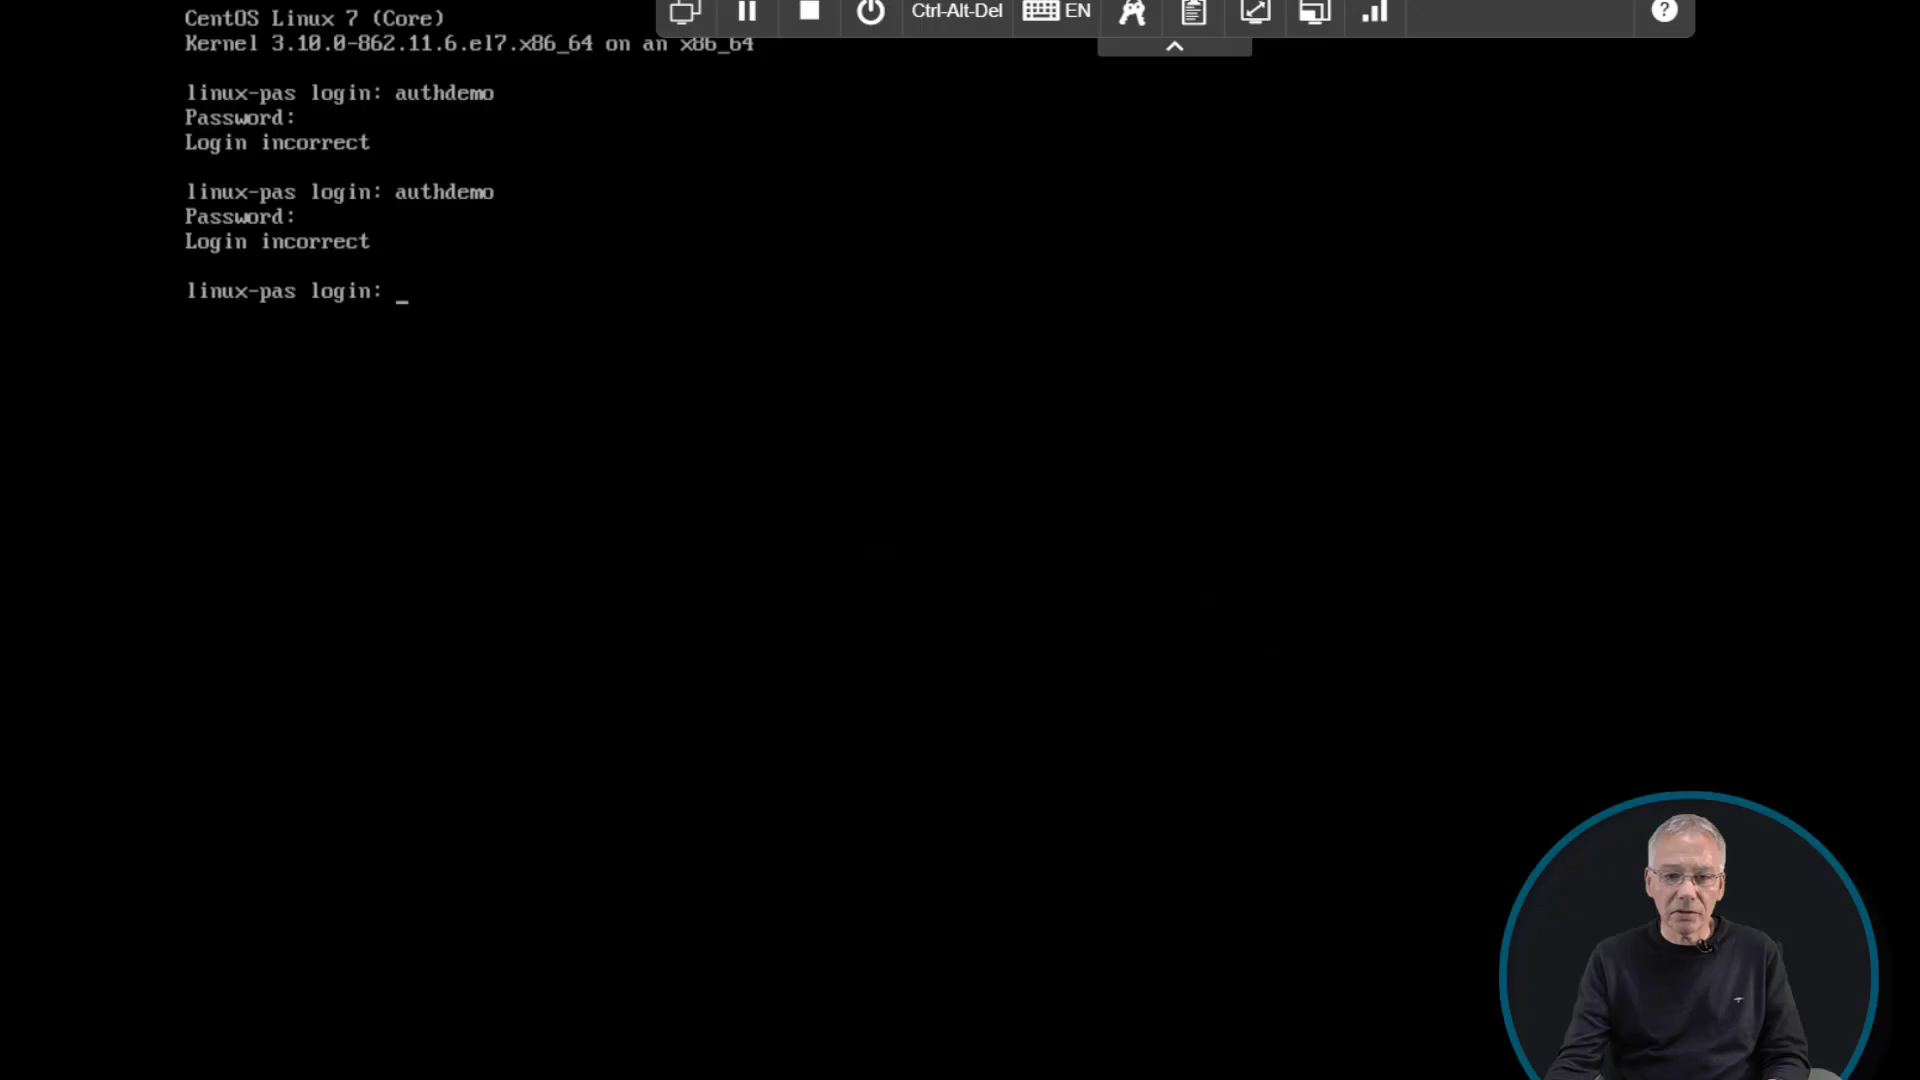 CentOS Linux 7 (Core)
Kernel 3.10.0-862.11.6.el7.x86_64 on an x86_64
Ctrl-Alt-Del
EN
?
linux-pas login: authdemo
Password:
Login incorrect
linux-pas login: authdemo
Password:
Login incorrect
linux-pas login: _